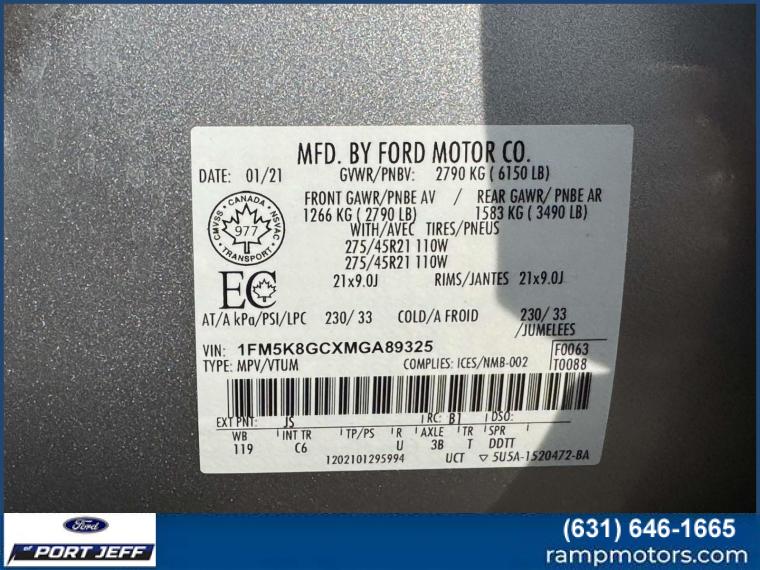 MFD. BY FORD MOTOR CO.
DATE: 01/21 GVWR/PNBV: 2790 KG ( 6150 LB)
FRONT GAWR/PNBE AV / REAR GAWR/ PNBE AR
1266 KG ( 2790 LB) 1583 KG ( 3490 LB)
WITH/AVEC TIRES/PNEUS
275/45R21 110W
275/45R21 110W
21x9.0J RIMS/JANTES 21x9.0J
CANADA
CMVSS NSVAC
977
TRANSPORT
EC
AT/A kPa/PSI/LPC 230/ 33 COLD/A FROID 230/ 33
/JUMELEES
VIN: 1FM5K8GCXMGA89325 F0063
TYPE: MPV/VTUM COMPLIES: ICES/NMB-002 T0088
EXT PNT: JS RC: B1 DSO:
WB INT TR TP/PS R AXLE TR SPR
119 C6 U 3B T DDTT
1202101295994 UCT ▽ 5U5A-1520472-BA
Ford
of PORT JEFF
(631) 646-1665
rampmotors.com